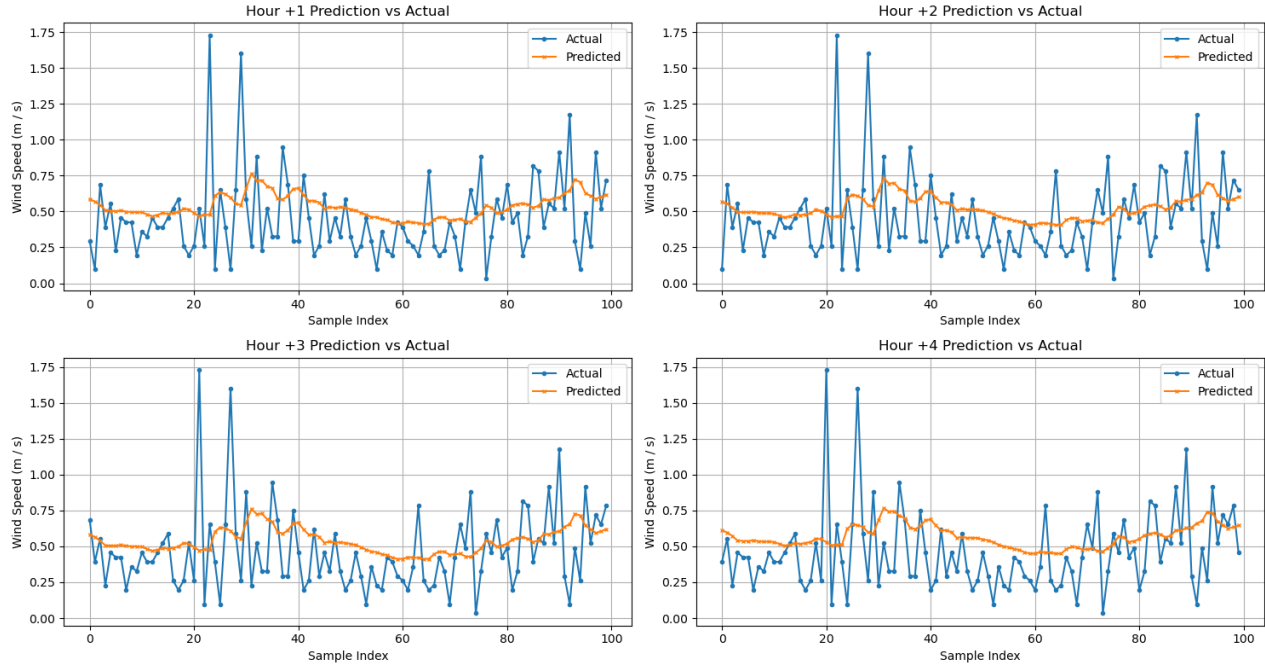 Hour +1 Prediction vs Actual
Wind Speed (m / s)
1.75
1.50
1.25
1.00
0.75
0.50
0.25
0.00
Actual
Predicted
0 20 40 60 80 100
Sample Index
Hour +2 Prediction vs Actual
Wind Speed (m / s)
1.75
1.50
1.25
1.00
0.75
0.50
0.25
0.00
Actual
Predicted
0 20 40 60 80 100
Sample Index
Hour +3 Prediction vs Actual
Wind Speed (m / s)
1.75
1.50
1.25
1.00
0.75
0.50
0.25
0.00
Actual
Predicted
0 20 40 60 80 100
Sample Index
Hour +4 Prediction vs Actual
Wind Speed (m / s)
1.75
1.50
1.25
1.00
0.75
0.50
0.25
0.00
Actual
Predicted
0 20 40 60 80 100
Sample Index